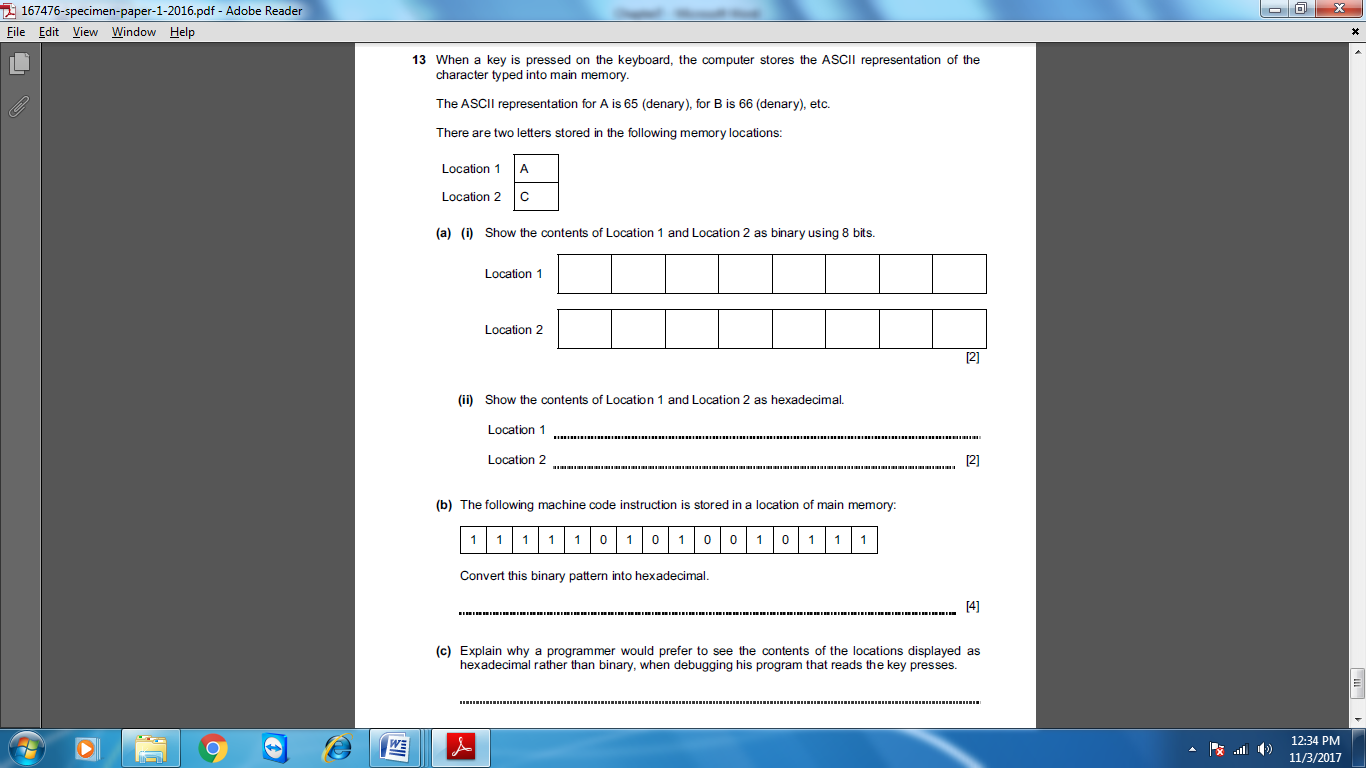 167476-specimen-paper-1-2016.pdf - Adobe Reader
File Edit View Window Help
13 When a key is pressed on the keyboard, the computer stores the ASCII representation of the
character typed into main memory.
The ASCII representation for A is 65 (denary), for B is 66 (denary), etc.
There are two letters stored in the following memory locations:
Location 1 A
Location 2 C
(a) (i) Show the contents of Location 1 and Location 2 as binary using 8 bits.
Location 1
Location 2
[2]
(ii) Show the contents of Location 1 and Location 2 as hexadecimal.
Location 1
Location 2 [2]
(b) The following machine code instruction is stored in a location of main memory:
1 1 1 1 1 0 1 0 1 0 0 1 0 1 1 1
Convert this binary pattern into hexadecimal.
[4]
(c) Explain why a programmer would prefer to see the contents of the locations displayed as
hexadecimal rather than binary, when debugging his program that reads the key presses.
12:34 PM
11/3/2017